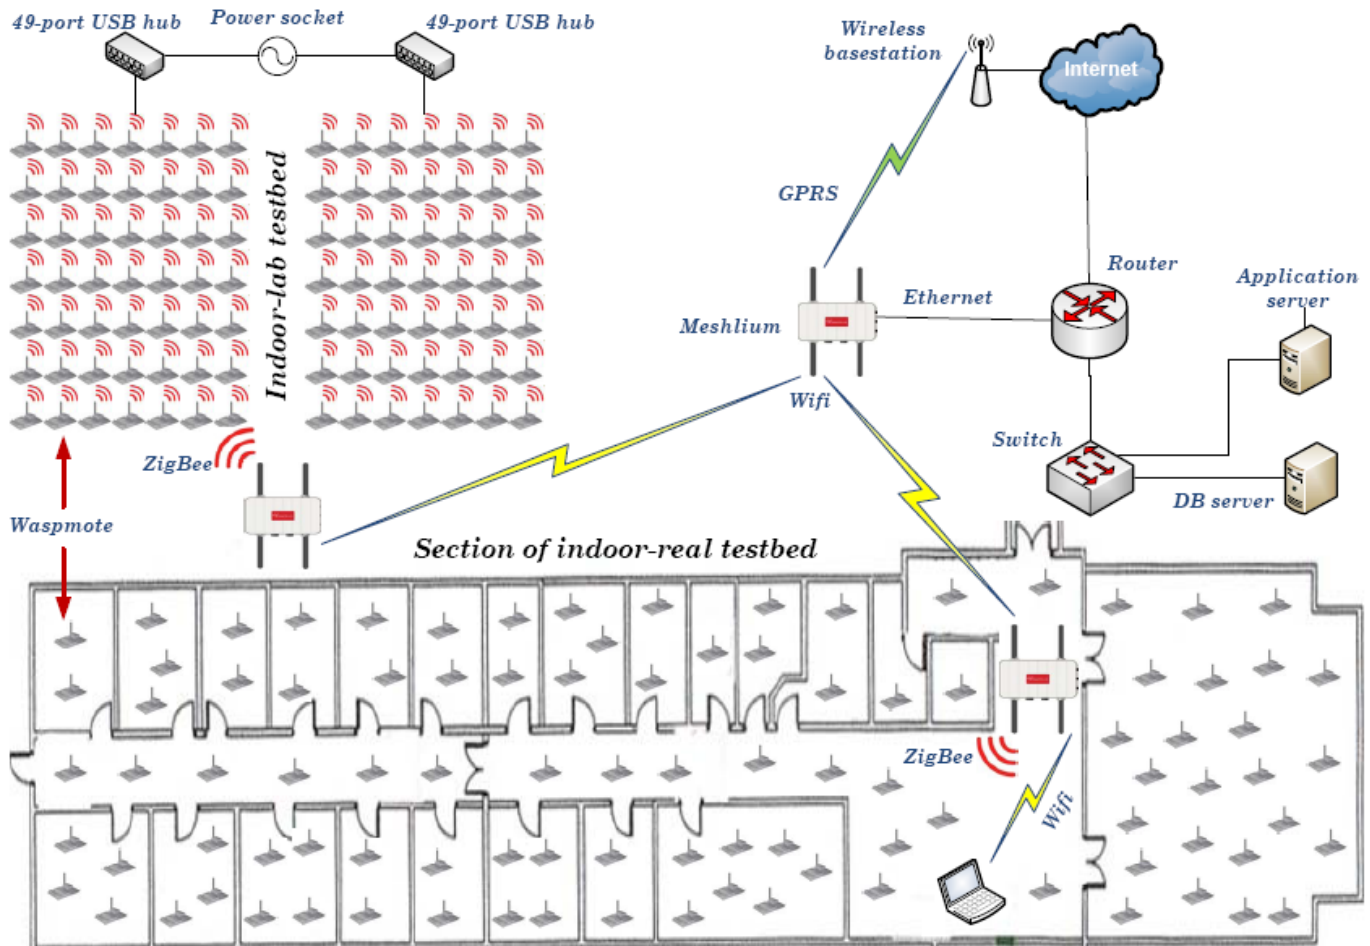 49-port USB hub
Power socket
49-port USB hub
Wireless
basestation
Internet
Indoor-lab testbed
GPRS
Router
Application
server
Ethernet
Meshlium
Wifi
Switch
ZigBee
DB server
Waspmote
Section of indoor-real testbed
ZigBee
Wifi